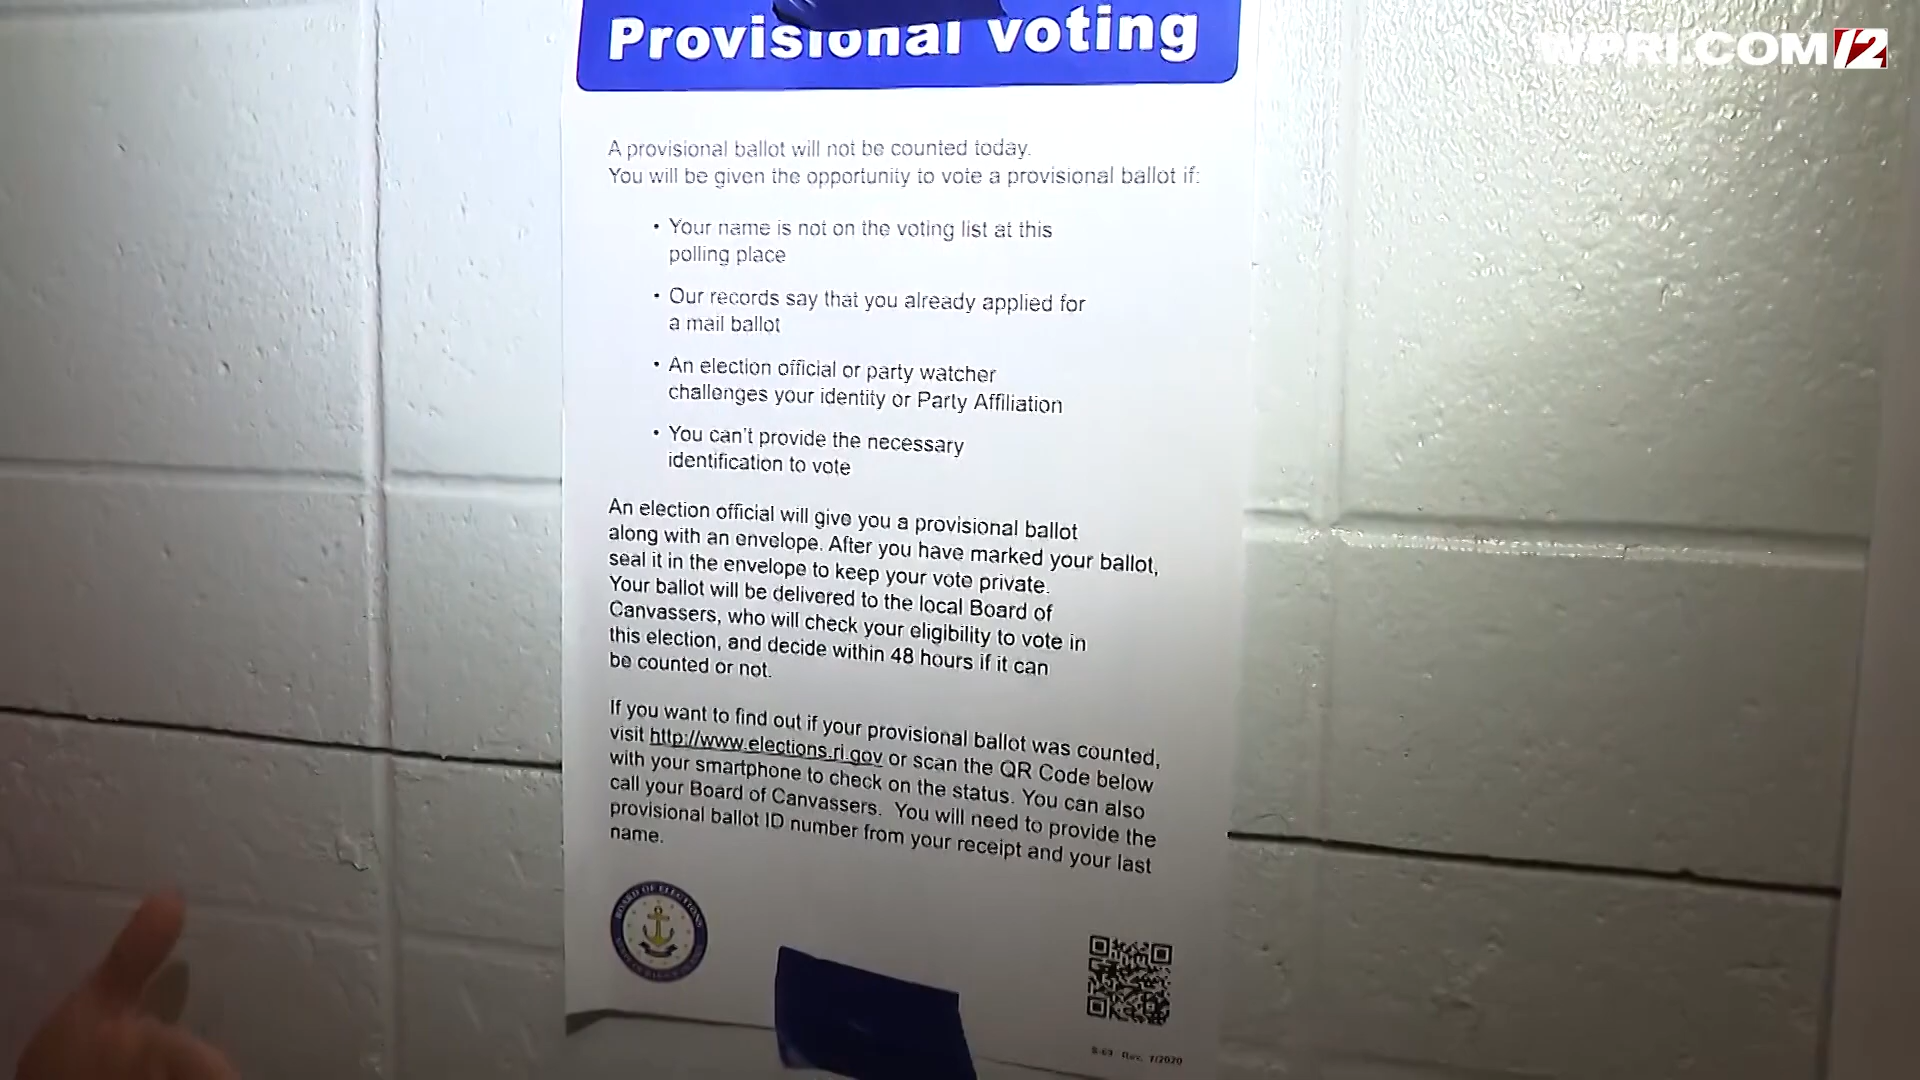 Provisional voting
WPRI.COM 12
A provisional ballot will not be counted today.
You will be given the opportunity to vote a provisional ballot if:
• Your name is not on the voting list at this
polling place
• Our records say that you already applied for
a mail ballot
• An election official or party watcher
challenges your identity or Party Affiliation
• You can't provide the necessary
identification to vote
An election official will give you a provisional ballot
along with an envelope. After you have marked your ballot,
seal it in the envelope to keep your vote private.
Your ballot will be delivered to the local Board of
Canvassers, who will check your eligibility to vote in
this election, and decide within 48 hours if it can
be counted or not.
If you want to find out if your provisional ballot was counted,
visit http://www.elections.ri.gov or scan the QR Code below
with your smartphone to check on the status. You can also
call your Board of Canvassers. You will need to provide the
provisional ballot ID number from your receipt and your last
name.
BOARD OF ELECTIONS
Rev. 7/2020